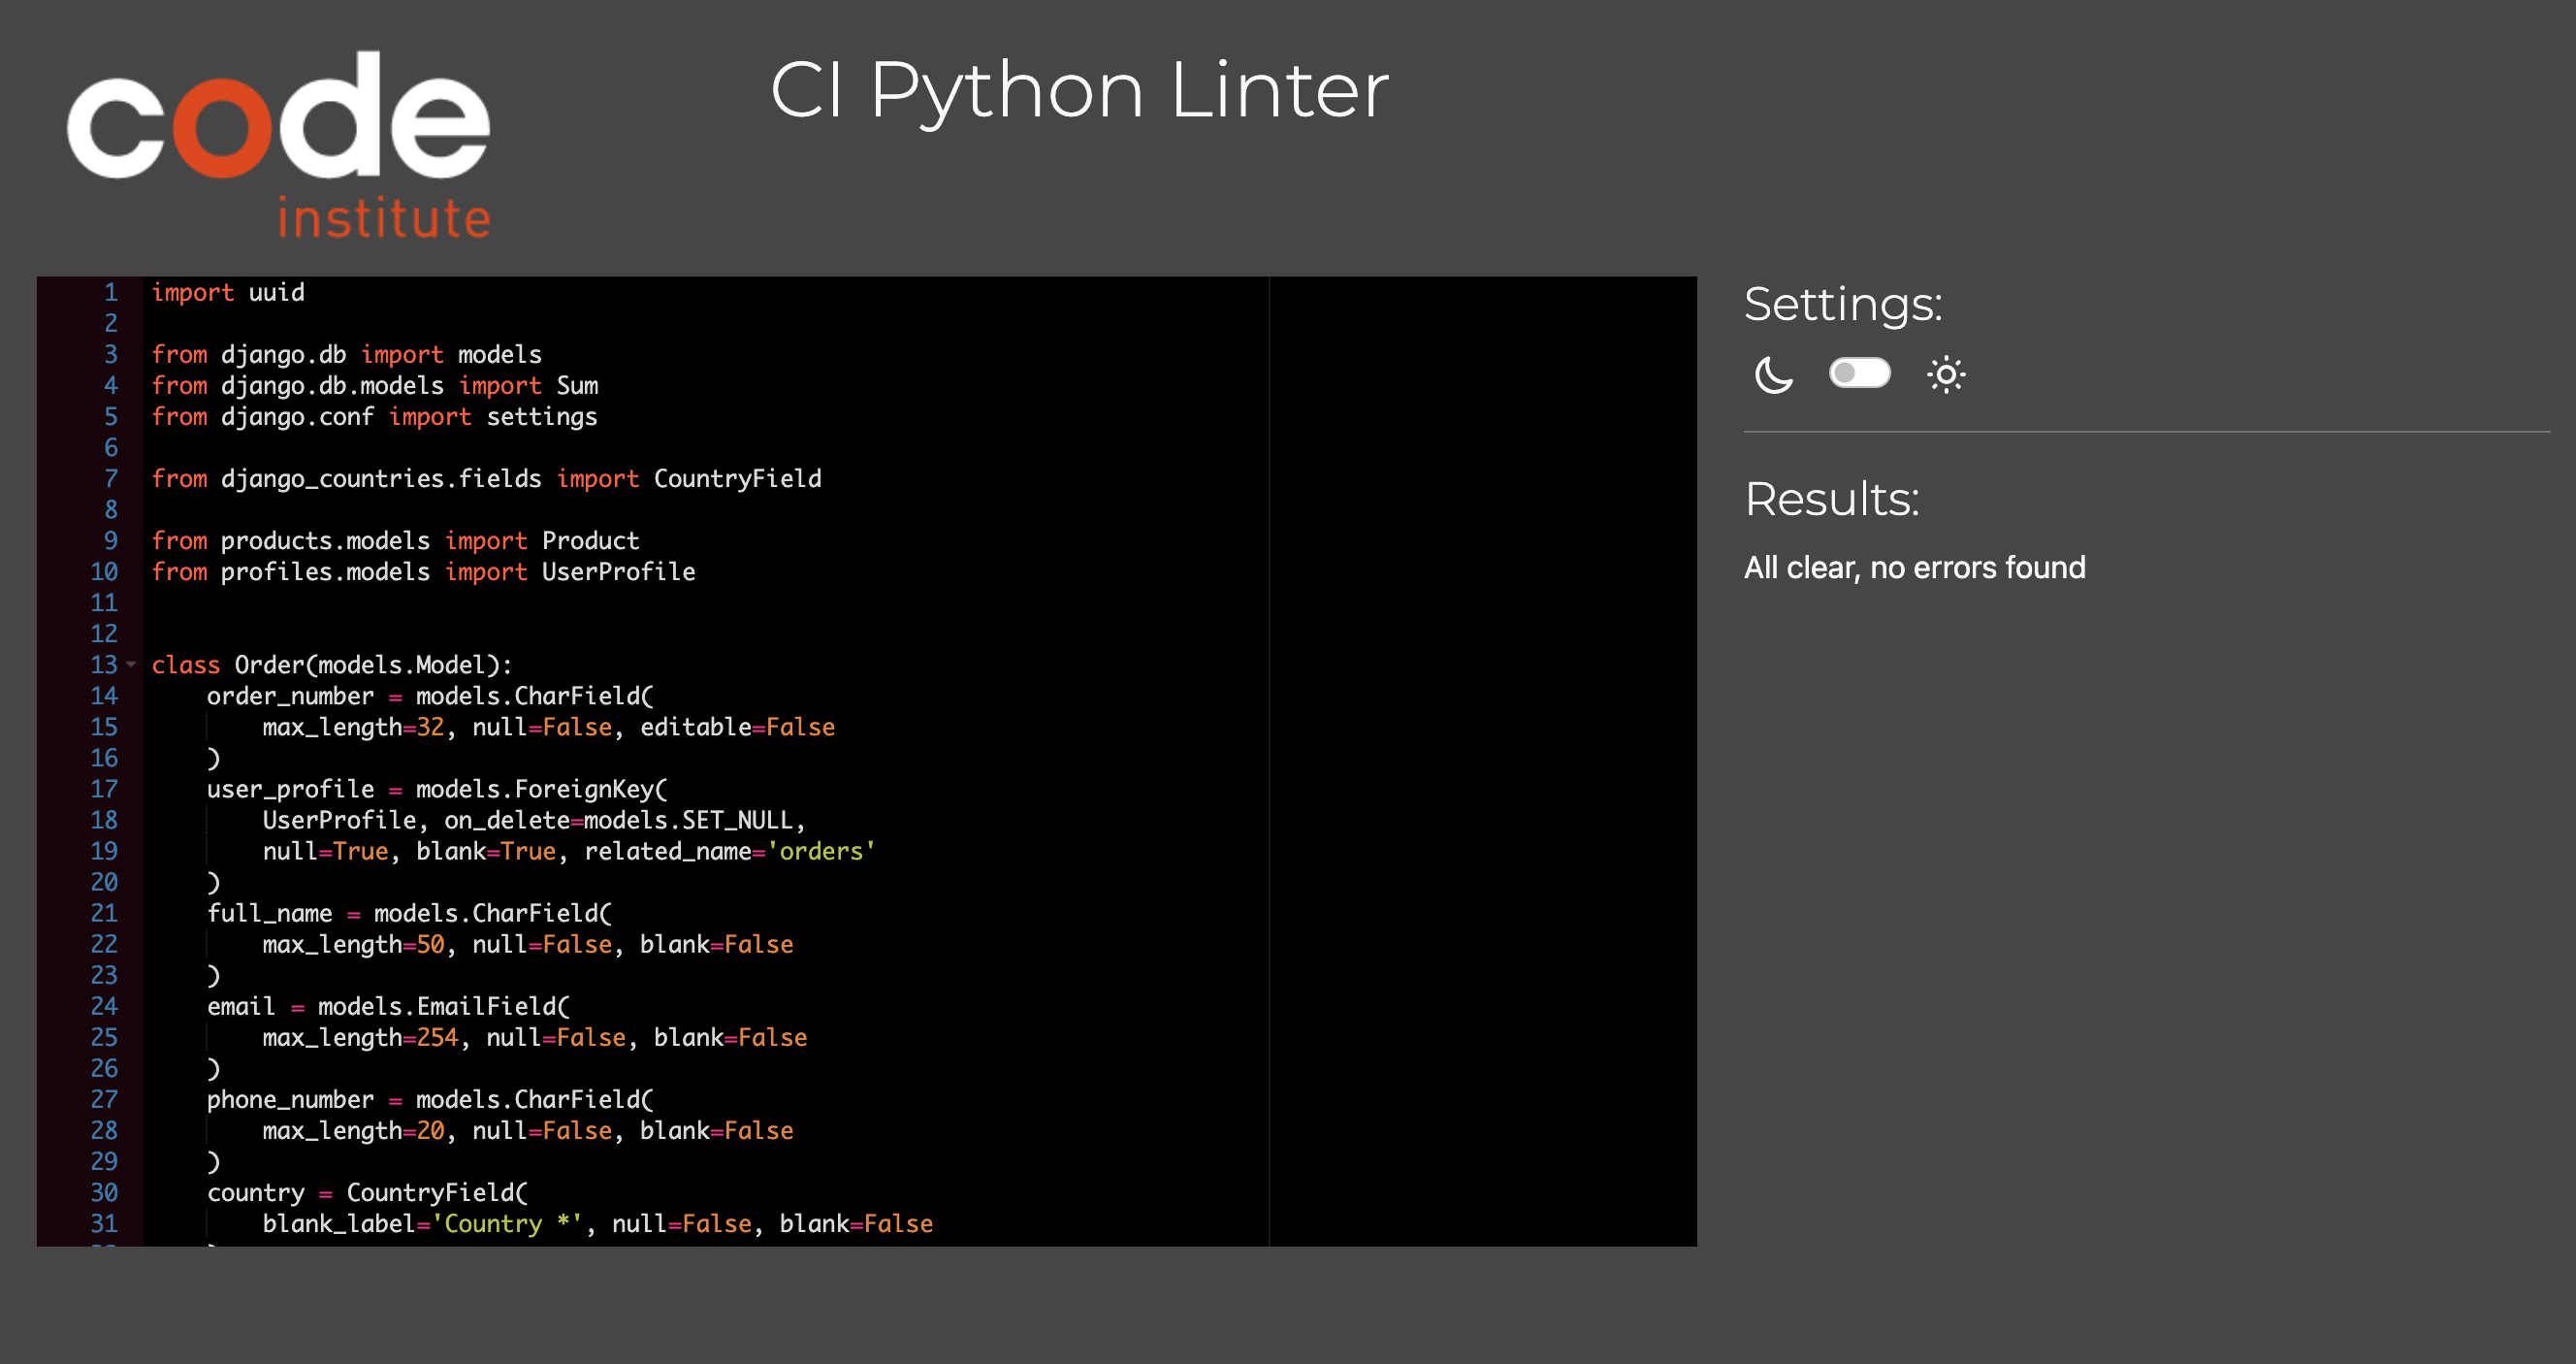 code
institute
CI Python Linter
1 import uuid
2
3 from django.db import models
4 from django.db.models import Sum
5 from django.conf import settings
6
7 from django_countries.fields import CountryField
8
9 from products.models import Product
10 from profiles.models import UserProfile
11
12
13 class Order(models.Model):
14     order_number = models.CharField(
15         max_length=32, null=False, editable=False
16     )
17     user_profile = models.ForeignKey(
18         UserProfile, on_delete=models.SET_NULL,
19         null=True, blank=True, related_name='orders'
20     )
21     full_name = models.CharField(
22         max_length=50, null=False, blank=False
23     )
24     email = models.EmailField(
25         max_length=254, null=False, blank=False
26     )
27     phone_number = models.CharField(
28         max_length=20, null=False, blank=False
29     )
30     country = CountryField(
31         blank_label='Country *', null=False, blank=False
Settings:
Results:
All clear, no errors found